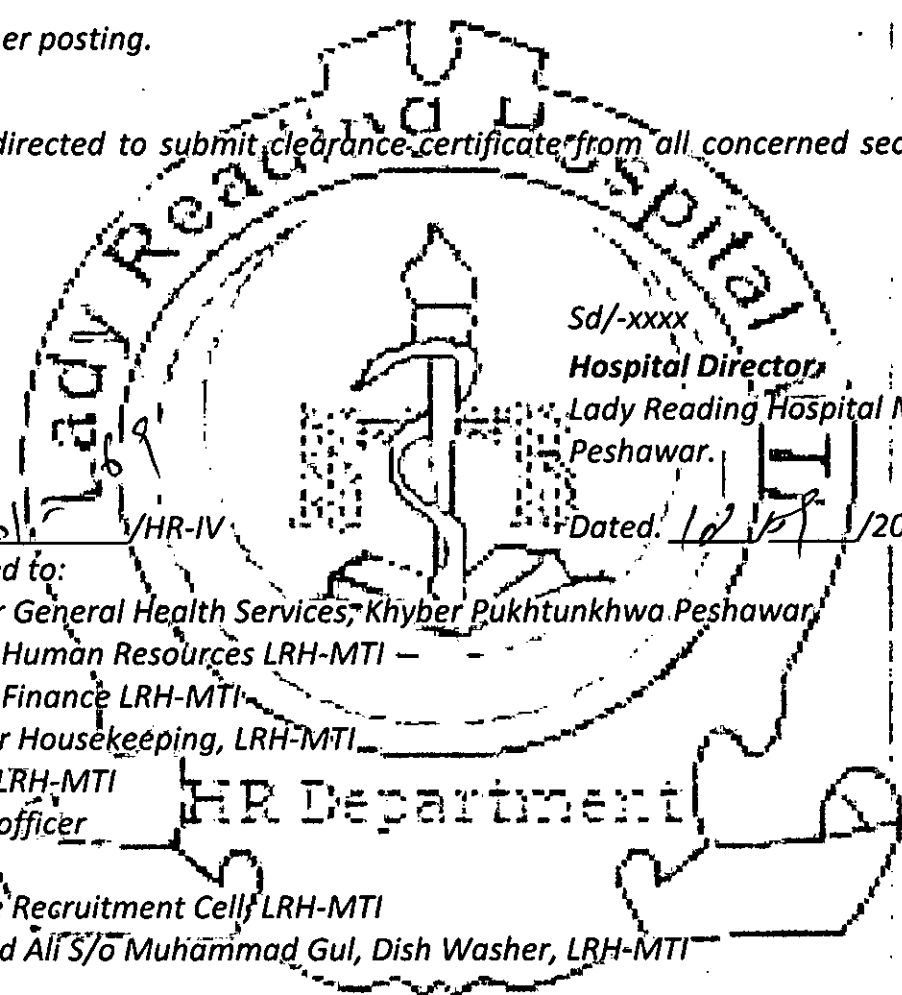 er posting.
directed to submit clearance certificate from all concerned sec
Lady Reading Hospital
Sd/-xxxx
Hospital Director,
Lady Reading Hospital M
Peshawar.
/HR-IV
Dated. /20
ed to:
r General Health Services, Khyber Pukhtunkhwa Peshawar
Human Resources LRH-MTI
Finance LRH-MTI
r Housekeeping, LRH-MTI
LRH-MTI
officer
Recruitment Cell, LRH-MTI
d Ali S/o Muhammad Gul, Dish Washer, LRH-MTI
HR Department